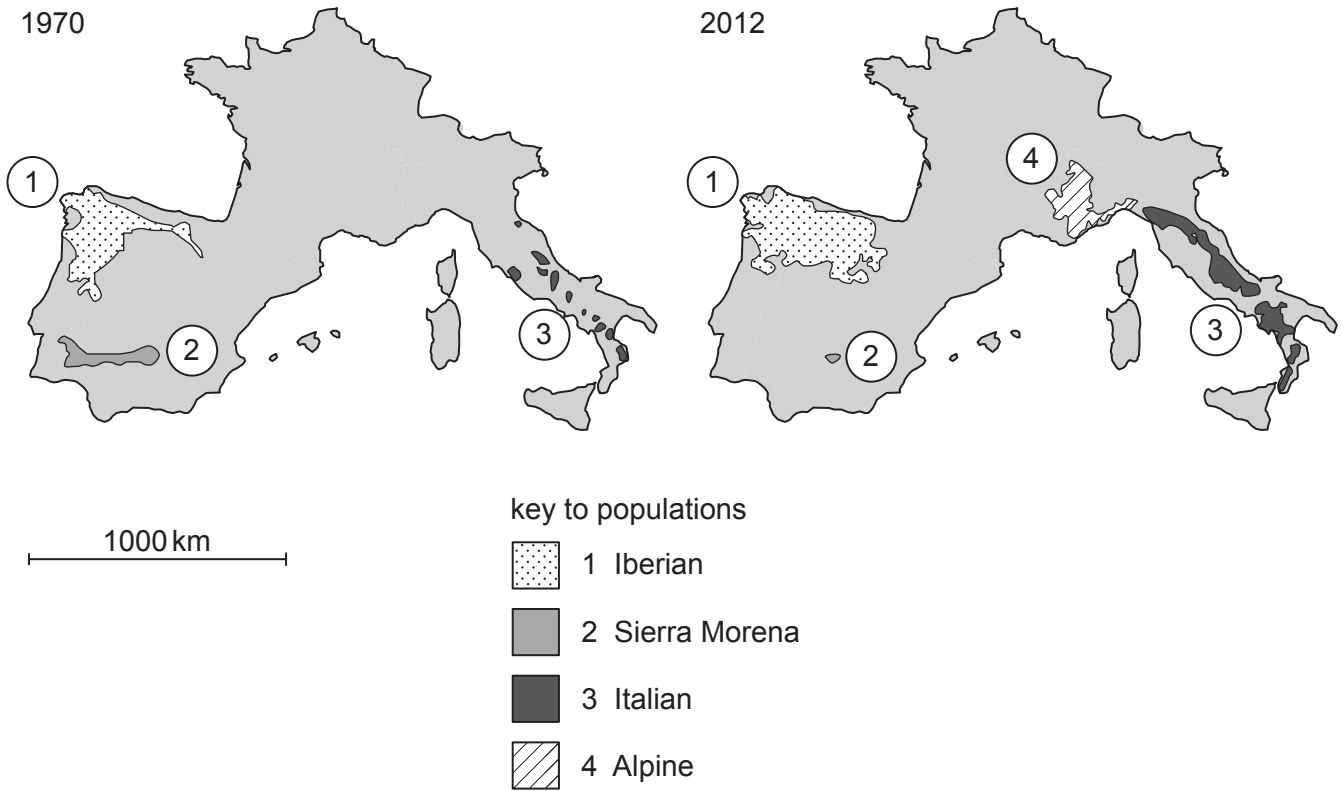 1970
2012
1
2
3
1
2
3
4
1000 km
key to populations
1 Iberian
2 Sierra Morena
3 Italian
4 Alpine